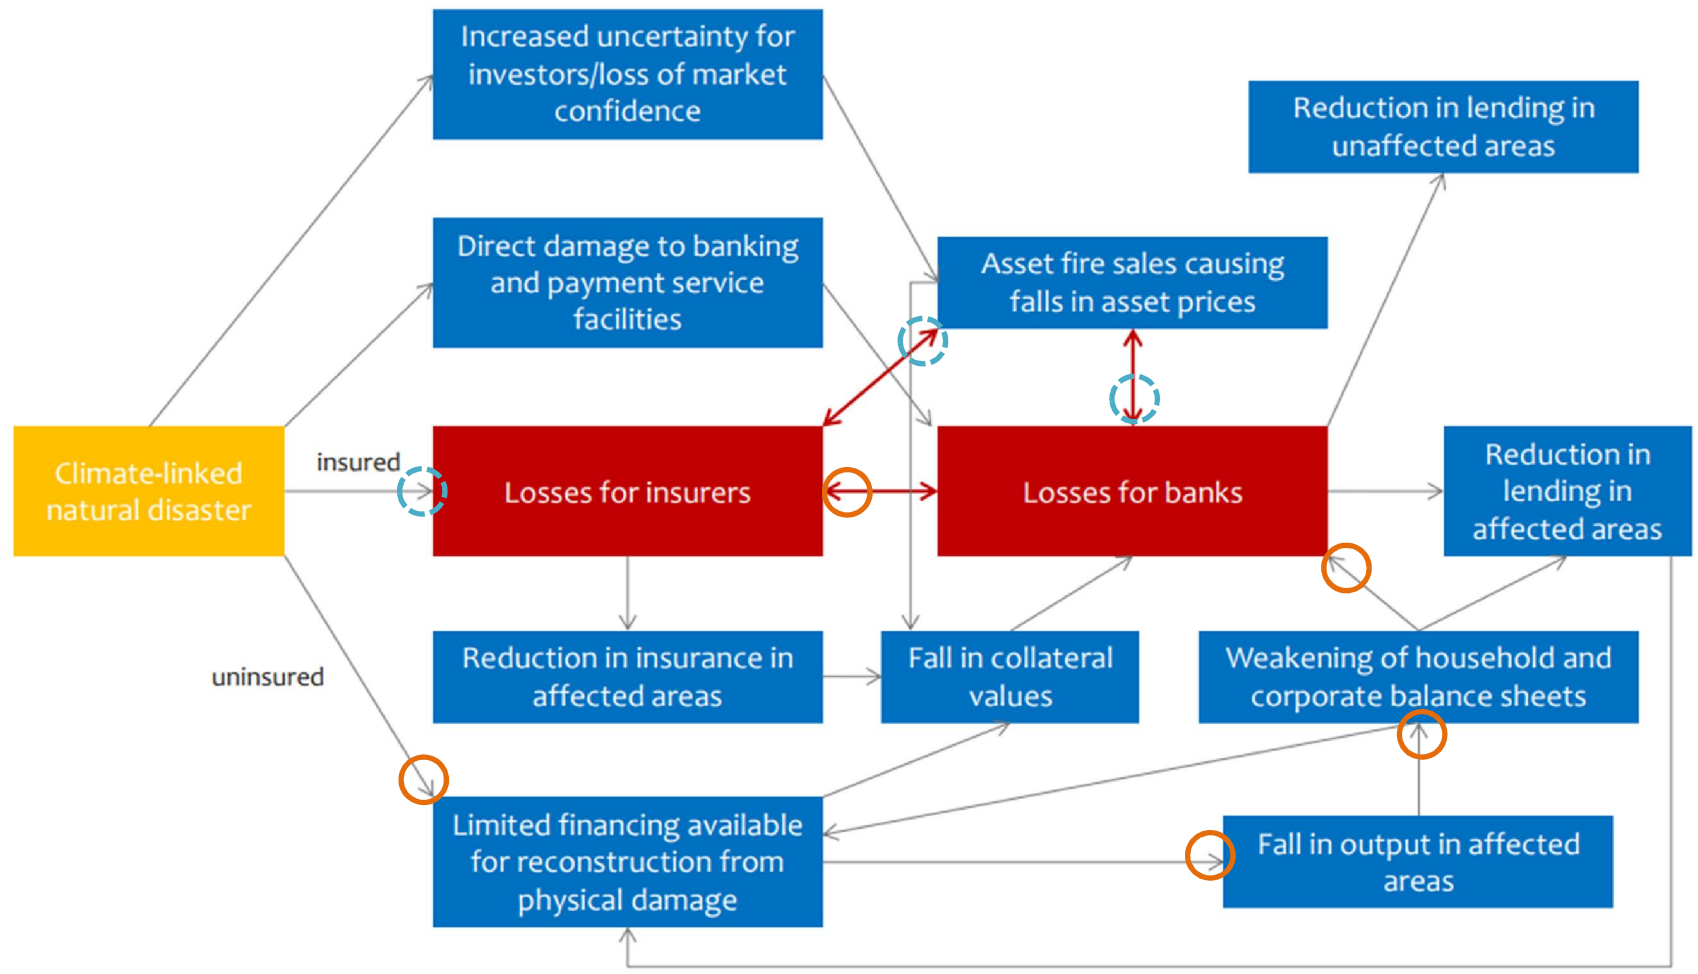 Increased uncertainty for
investors/loss of market
confidence
Reduction in lending in
unaffected areas
Direct damage to banking
and payment service
facilities
Asset fire sales causing
falls in asset prices
Climate-linked
natural disaster
insured
Losses for insurers
Losses for banks
Reduction in
lending in
affected areas
uninsured
Reduction in insurance in
affected areas
Fall in collateral
values
Weakening of household and
corporate balance sheets
Limited financing available
for reconstruction from
physical damage
Fall in output in affected
areas